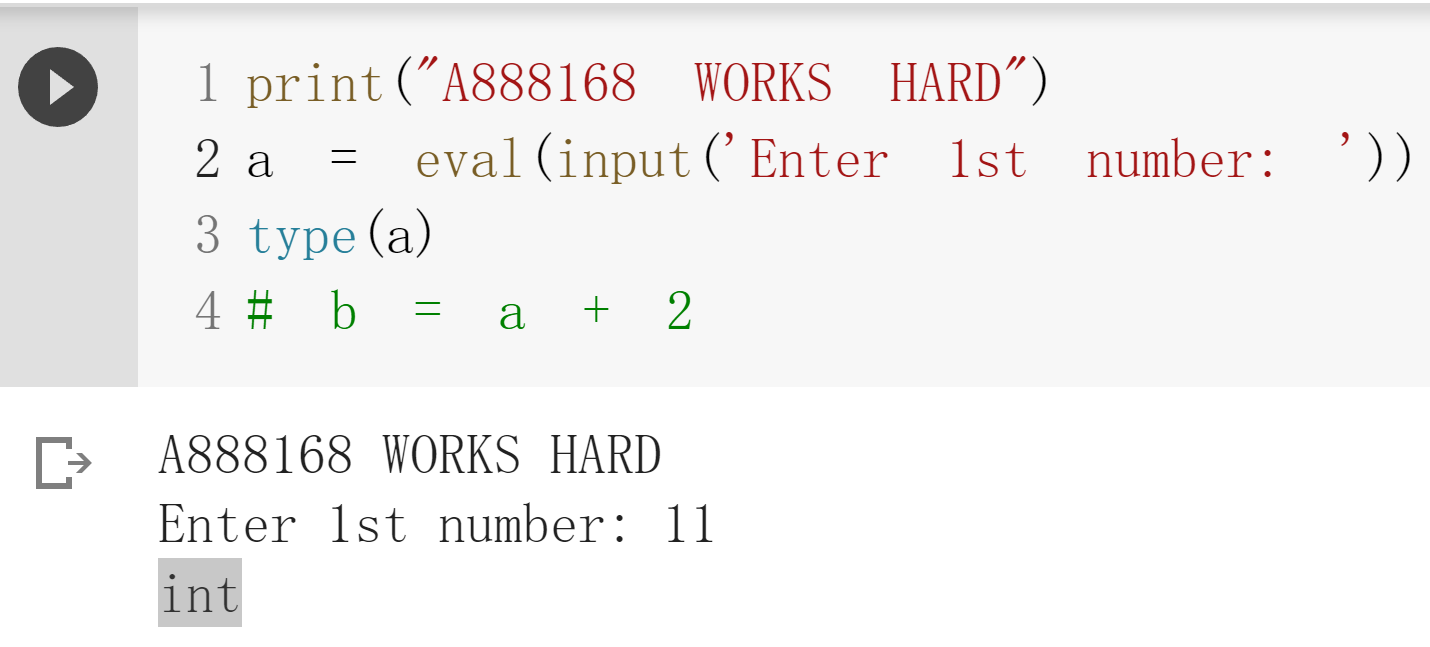 1 print("A888168 WORKS HARD")
2 a = eval(input('Enter 1st number: '))
3 type(a)
4 # b = a + 2
A888168 WORKS HARD
Enter 1st number: 11
int